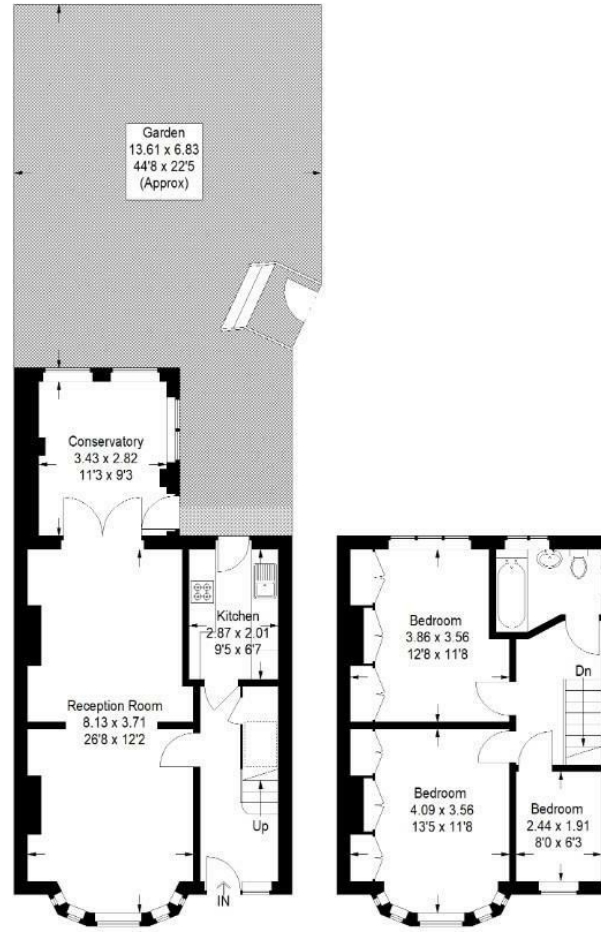 Garden
13.61 x 6.83
44'8 x 22'5
(Approx)
Conservatory
3.43 x 2.82
11'3 x 9'3
Kitchen
2.87 x 2.01
9'5 x 6'7
Reception Room
8.13 x 3.71
26'8 x 12'2
Up
IN
Bedroom
3.86 x 3.56
12'8 x 11'8
Dn
Bedroom
4.09 x 3.56
13'5 x 11'8
Bedroom
2.44 x 1.91
8'0 x 6'3